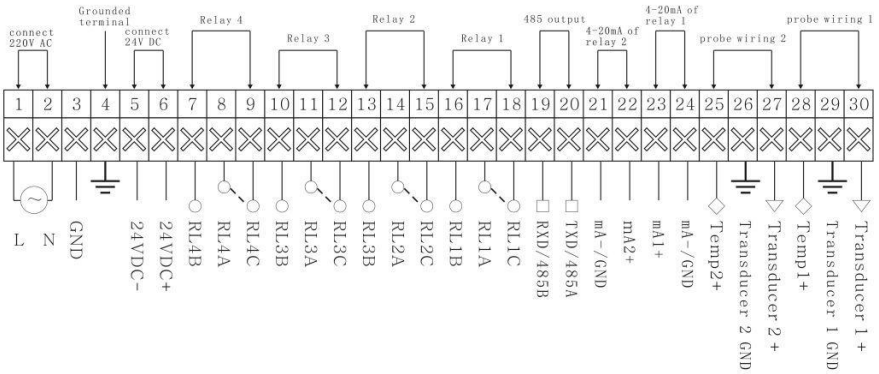 connect
220V AC
Grounded
terminal
connect
24V DC
Relay 4
Relay 3
Relay 2
Relay 1
485 output
4-20mA of
relay 2
4-20mA of
relay 1
probe wiring 2
probe wiring 1
1 2 3 4 5 6 7 8 9 10 11 12 13 14 15 16 17 18 19 20 21 22 23 24 25 26 27 28 29 30
L N
GND
24VDC-
24VDC+
RL4B
RL4A
RL4C
RL3B
RL3A
RL3C
RL3B
RL2A
RL2C
RL1B
RL1A
RL1C
RXD/485B
TXD/485A
mA-/GND
mA2+
mA1+
mA-/GND
Temp2+
Transducer 2 GND
Transducer 2 +
Temp1+
Transducer 1 GND
Transducer 1 +